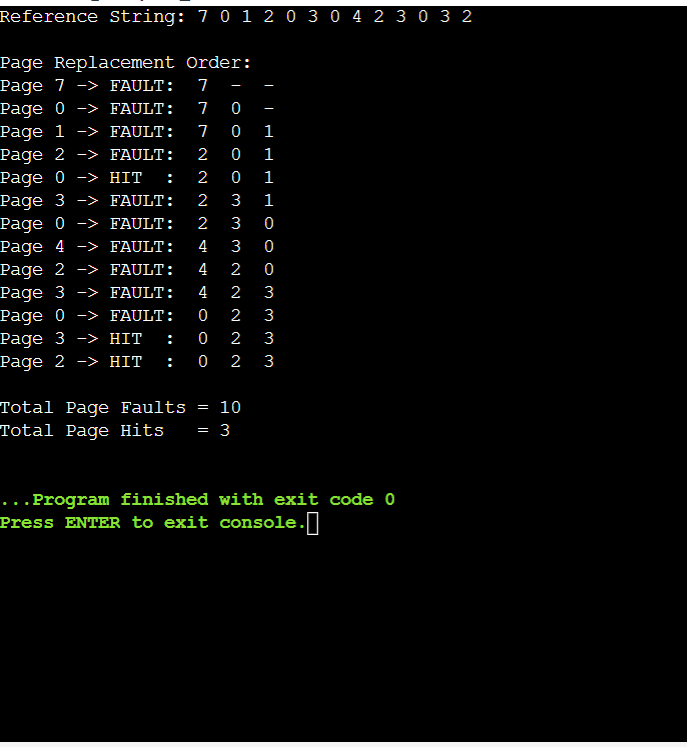 Reference String: 7 0 1 2 0 3 0 4 2 3 0 3 2
Page Replacement Order:
Page 7 -> FAULT:  7  -  -
Page 0 -> FAULT:  7  0  -
Page 1 -> FAULT:  7  0  1
Page 2 -> FAULT:  2  0  1
Page 0 -> HIT  :  2  0  1
Page 3 -> FAULT:  2  3  1
Page 0 -> FAULT:  2  3  0
Page 4 -> FAULT:  4  3  0
Page 2 -> FAULT:  4  2  0
Page 3 -> FAULT:  4  2  3
Page 0 -> FAULT:  0  2  3
Page 3 -> HIT  :  0  2  3
Page 2 -> HIT  :  0  2  3
Total Page Faults = 10
Total Page Hits   = 3
...Program finished with exit code 0
Press ENTER to exit console.